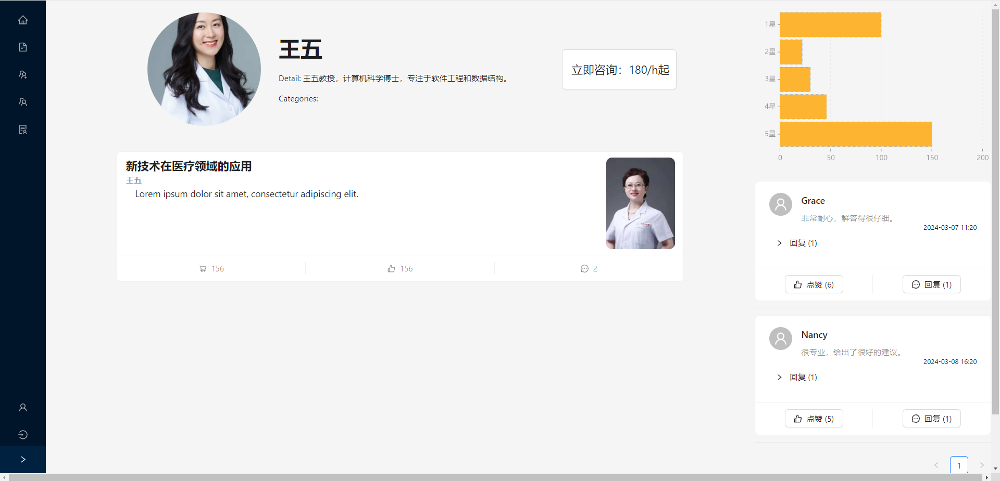 王五
Detail: 王五教授，计算机科学博士，专注于软件工程和数据结构。
Categories:
立即咨询：180/h起
新技术在医疗领域的应用
王五
Lorem ipsum dolor sit amet, consectetur adipiscing elit.
156
156
2
1星
2星
3星
4星
5星
0 50 100 150 200
Grace
非常耐心，解答得很仔细。
2024-03-07 11:20
回复 (1)
点赞 (6)
回复 (1)
Nancy
很专业，给出了很好的建议。
2024-03-08 16:20
回复 (1)
点赞 (5)
回复 (1)
1